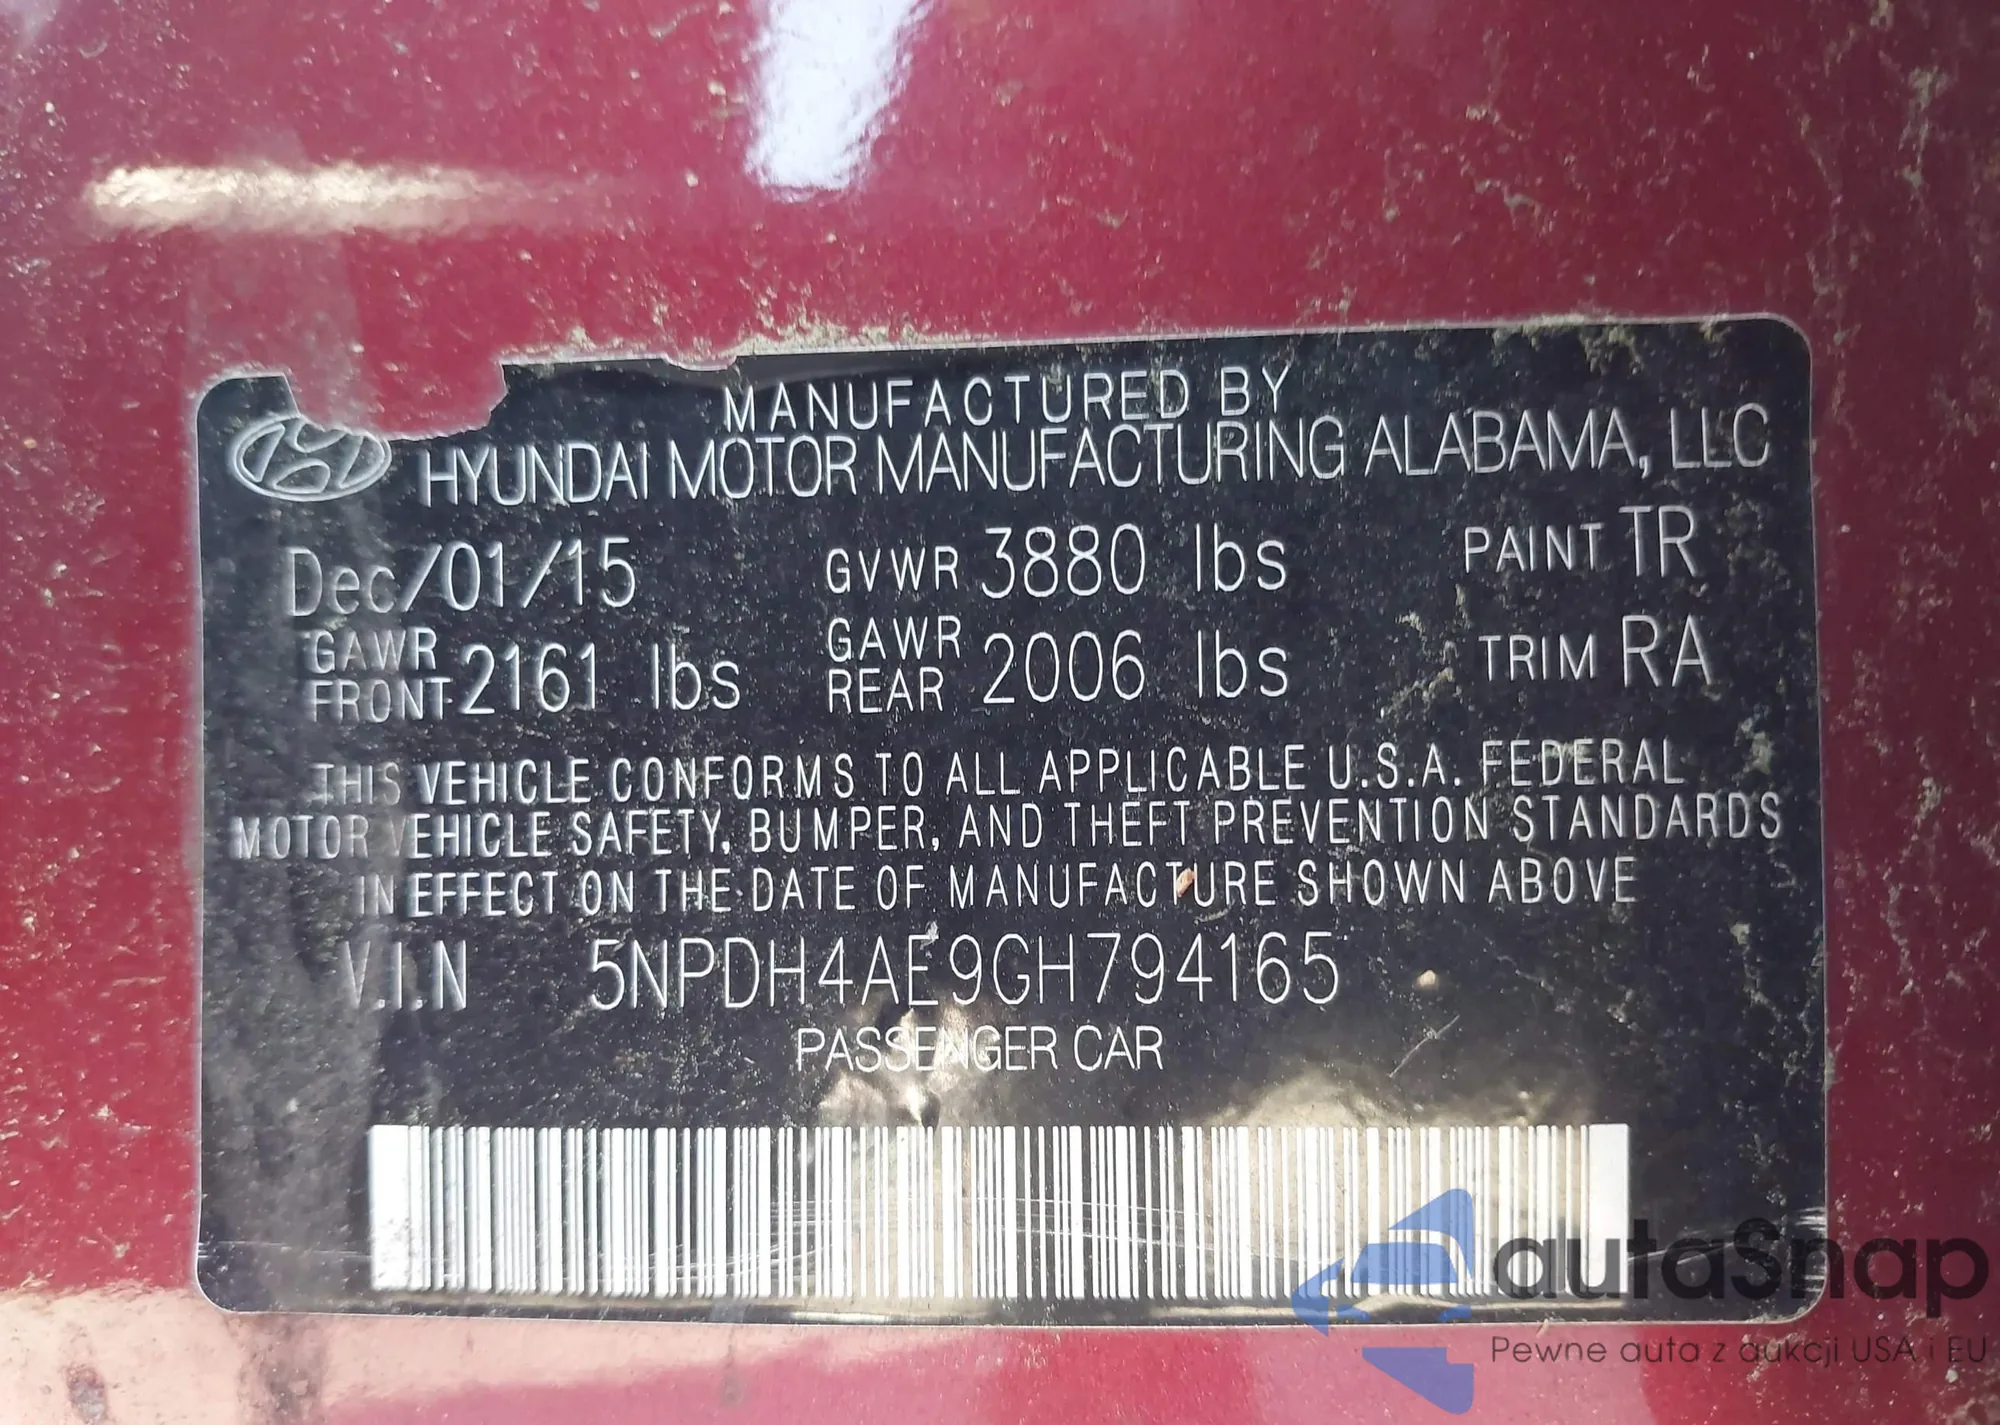 MANUFACTURED BY
HYUNDAI MOTOR MANUFACTURING ALABAMA, LLC
Dec/01/15 GVWR 3880 lbs PAINT TR
GAWR FRONT 2161 lbs GAWR REAR 2006 lbs TRIM RA
THIS VEHICLE CONFORMS TO ALL APPLICABLE U.S.A. FEDERAL
MOTOR VEHICLE SAFETY, BUMPER, AND THEFT PREVENTION STANDARDS
IN EFFECT ON THE DATE OF MANUFACTURE SHOWN ABOVE
V.I.N 5NPDH4AE9GH794165
PASSENGER CAR
autaSnap
Pewne auta z aukcji USA i EU